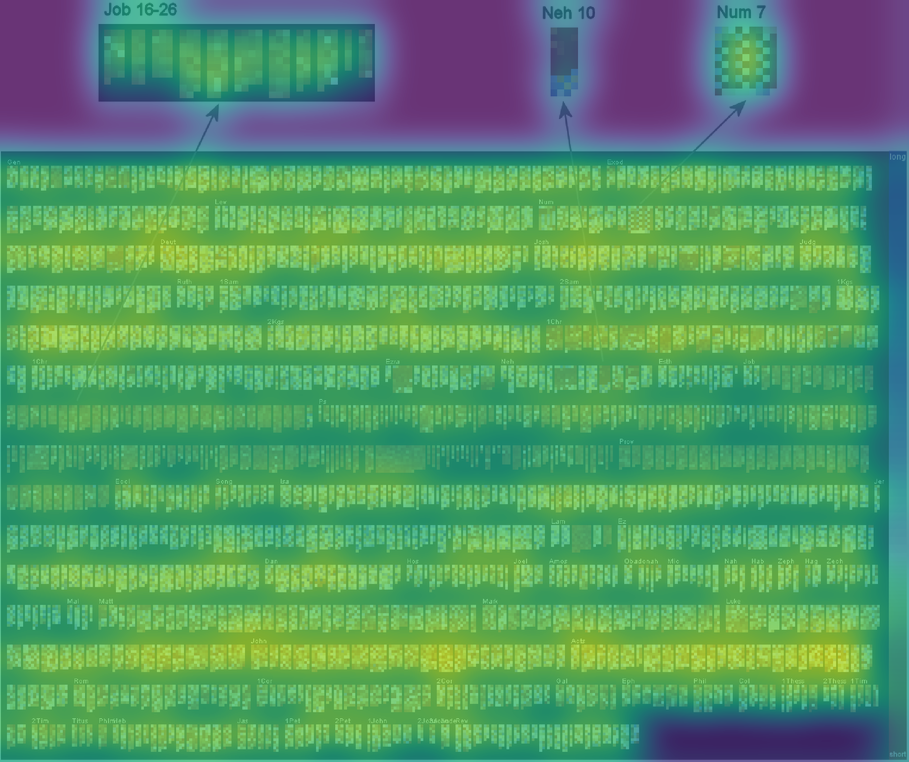 Job 16-26 Neh 10 Num 7
long
Gen Exod
Lev Num
Deut Josh Judg
Ruth 1Sam 2Sam 1Kgs
2Kgs 1Chr
Ezra Neh Esth Job
Ps
Prov
Eccl Song Isa Jer
Lam
Dan Hos Joel Amos Obad Jonah Mic Nah Hab Zeph Hag Zech
Mal Matt Mark Luke
John Acts
Rom 1Cor 2Cor Gal Eph Phil Col 1Thess 2Thess 1Tim
2Tim Titus Phlm Heb Jas 1Pet 2Pet 1John Rev
short